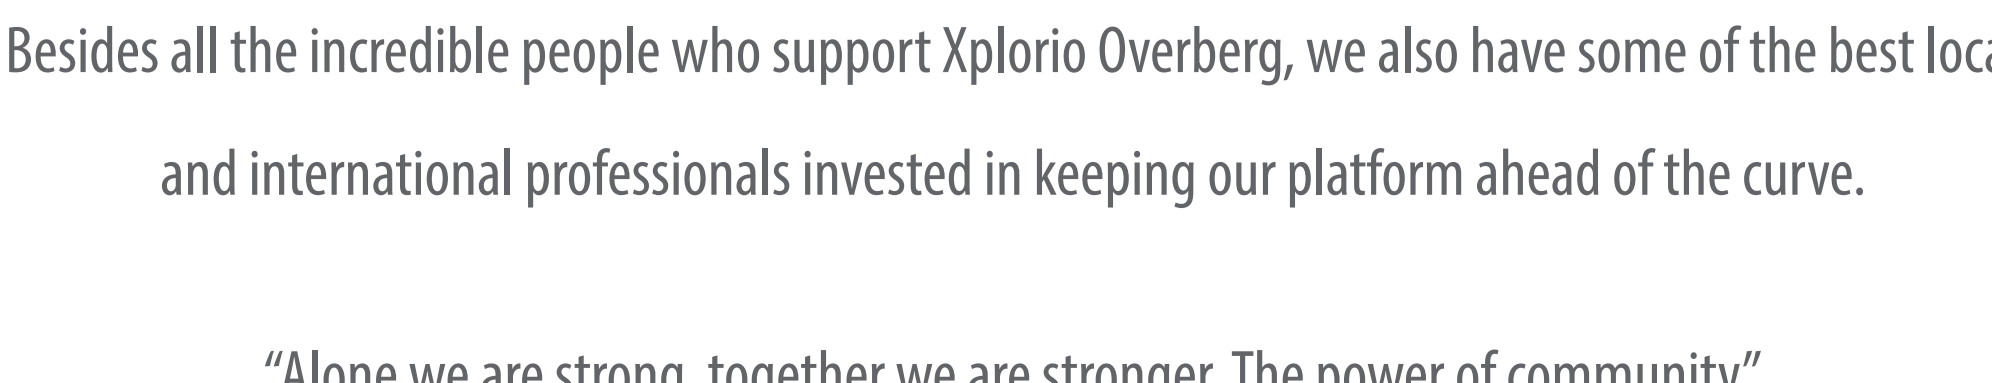 Besides all the incredible people who support Xplorio Overberg, we also have some of the best loca
and international professionals invested in keeping our platform ahead of the curve.
“Alone we are strong, together we are stronger. The power of community”